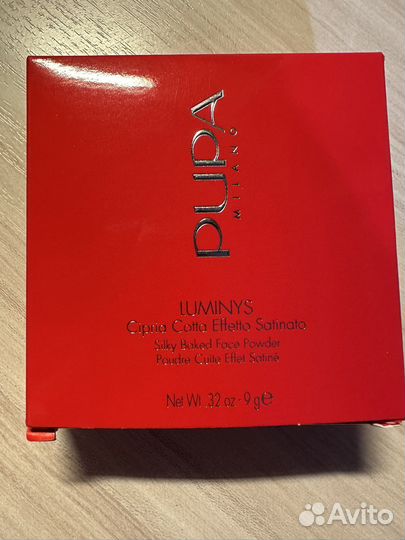 PUPA
MILANO
LUMINYS
Cipria Cotta Effetto Satinato
Silky Baked Face Powder
Poudre Cuite Effet Satiné
Net Wt. .32 oz - 9 g ℮
Avito